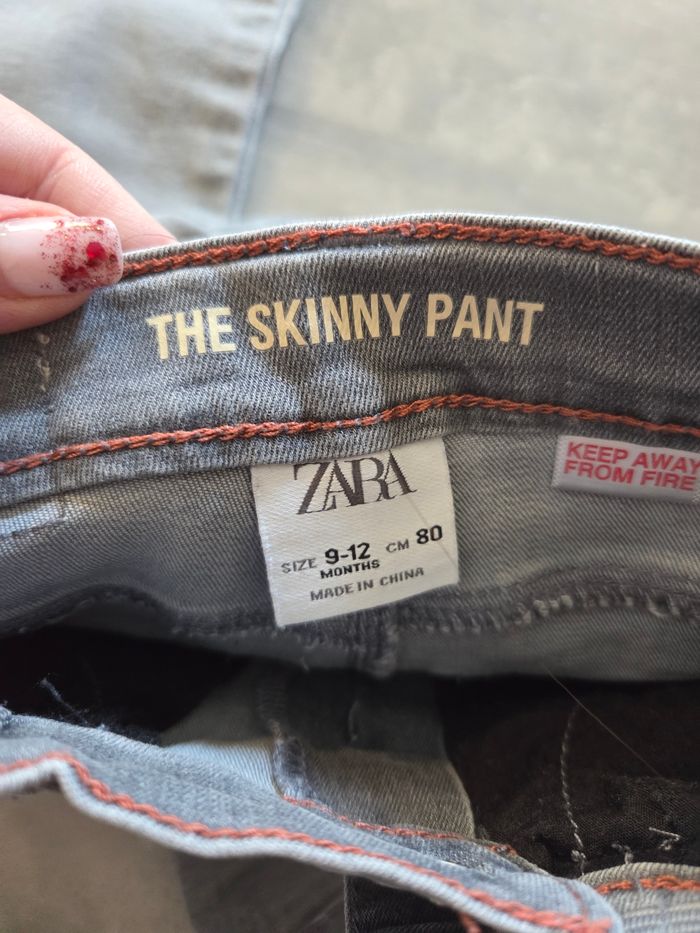 THE SKINNY PANT
ZARA
SIZE 9-12 CM 80
MONTHS
MADE IN CHINA
KEEP AWAY
FROM FIRE